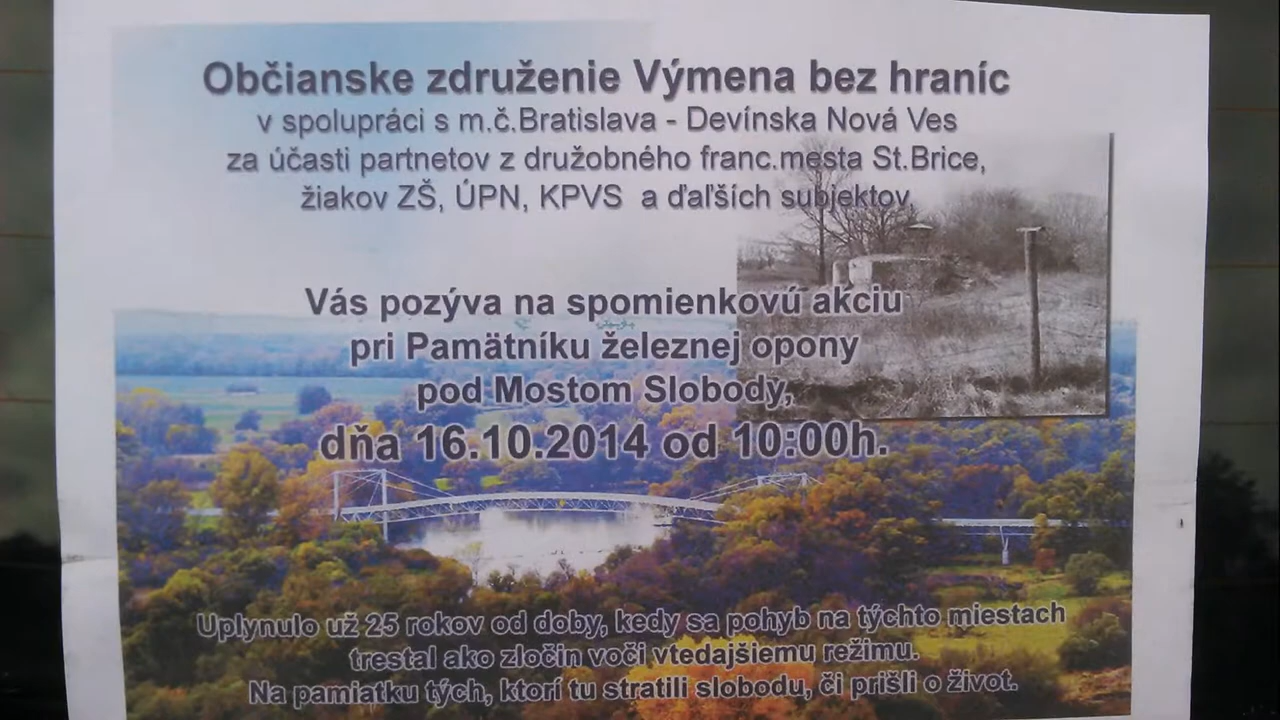 Občianske združenie Výmena bez hraníc
v spolupráci s m.č.Bratislava - Devínska Nová Ves
za účasti partnetov z družobného franc.mesta St.Brice,
žiakov ZŠ, ÚPN, KPVS a ďaľších subjektov,
Vás pozýva na spomienkovú akciu
pri Pamätníku železnej opony
pod Mostom Slobody,
dňa 16.10.2014 od 10:00h.
Uplynulo už 25 rokov od doby, kedy sa pohyb na týchto miestach
trestal ako zločin voči vtedajšiemu režimu.
Na pamiatku tých, ktorí tu stratili slobodu, či prišli o život.